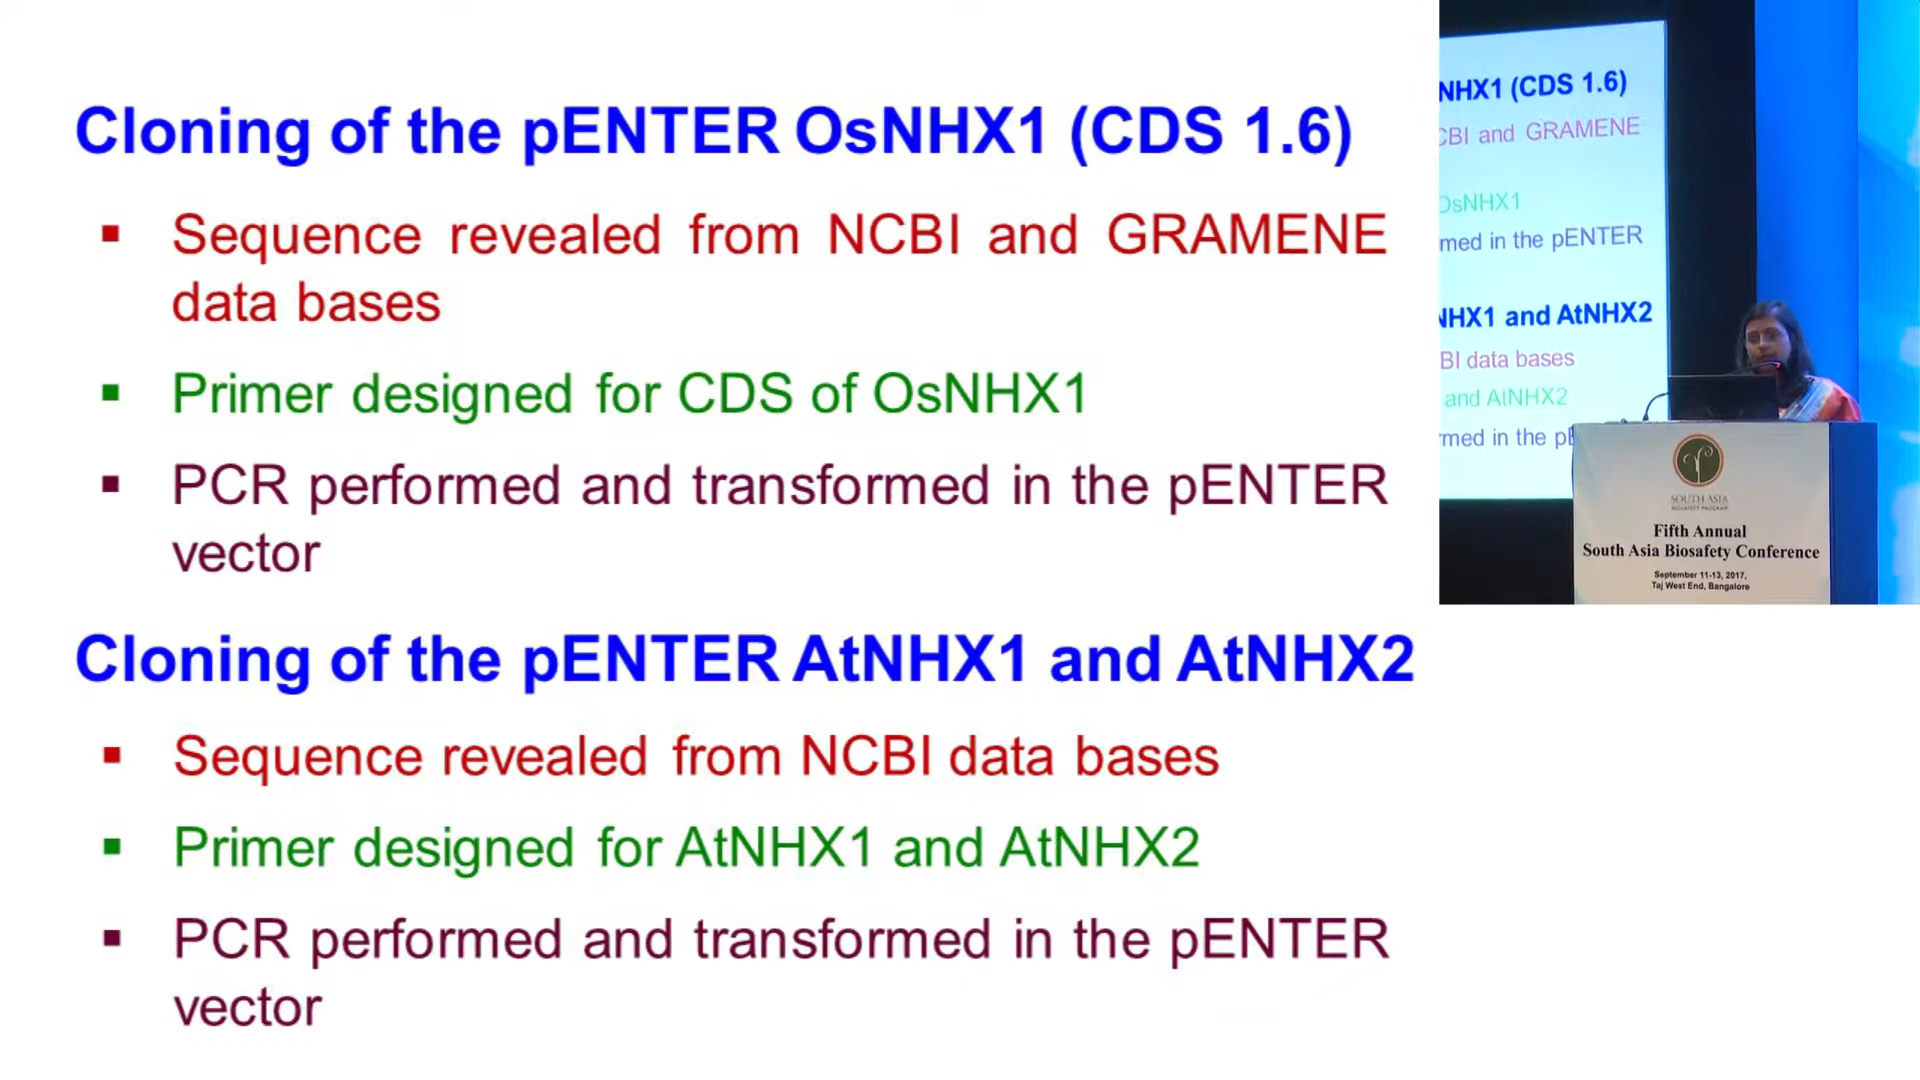 Cloning of the pENTER OsNHX1 (CDS 1.6)
▪ Sequence revealed from NCBI and GRAMENE
data bases
▪ Primer designed for CDS of OsNHX1
▪ PCR performed and transformed in the pENTER
vector
Cloning of the pENTER AtNHX1 and AtNHX2
▪ Sequence revealed from NCBI data bases
▪ Primer designed for AtNHX1 and AtNHX2
▪ PCR performed and transformed in the pENTER
vector
NHX1 (CDS 1.6)
CBI and GRAMENE
OsNHX1
med in the pENTER
NHX1 and AtNHX2
BI data bases
and AtNHX2
med in the pE
SOUTH ASIA
BIOSAFETY PROGRAM
Fifth Annual
South Asia Biosafety Conference
September 11-13, 2017,
Taj West End, Bangalore